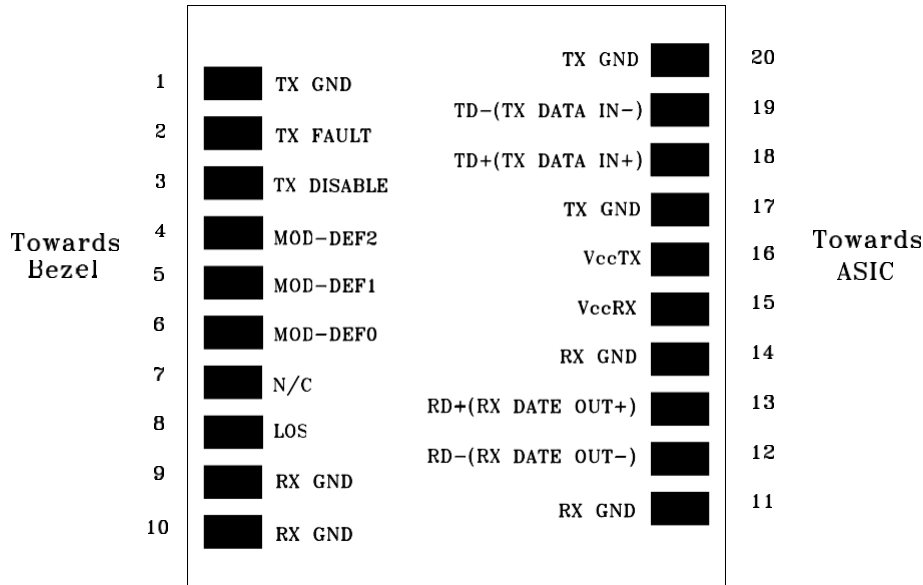 1 TX GND
2 TX FAULT
3 TX DISABLE
4 MOD-DEF2
5 MOD-DEF1
6 MOD-DEF0
7 N/C
8 LOS
9 RX GND
10 RX GND
Towards
Bezel
TX GND 20
TD-(TX DATA IN-) 19
TD+(TX DATA IN+) 18
TX GND 17
VccTX 16
VccRX 15
RX GND 14
RD+(RX DATE OUT+) 13
RD-(RX DATE OUT-) 12
RX GND 11
Towards
ASIC